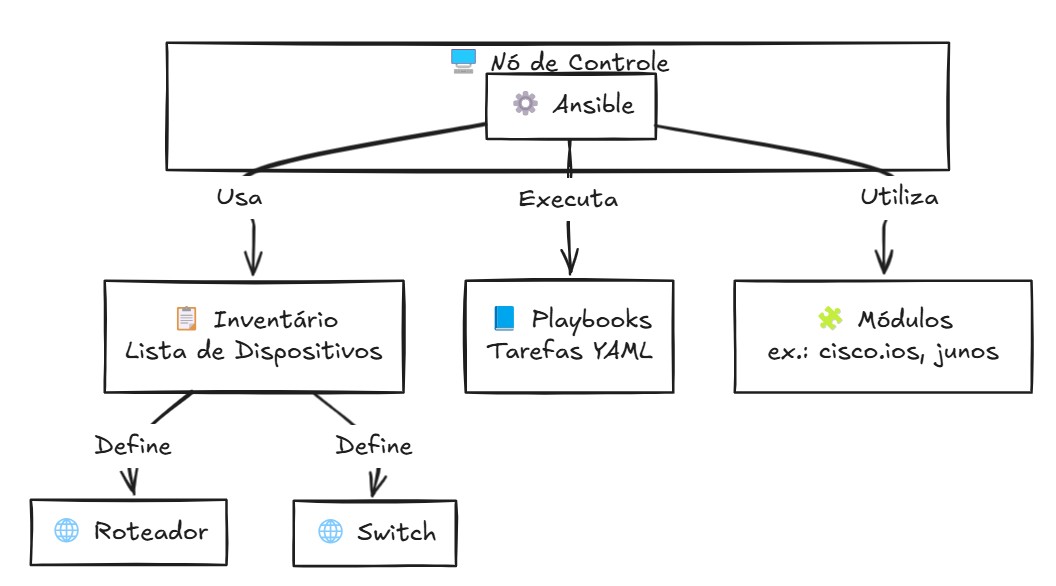 Nó de Controle
Ansible
Usa
Executa
Utiliza
Inventário
Lista de Dispositivos
Playbooks
Tarefas YAML
Módulos
ex.: cisco.ios, junos
Define
Define
Roteador
Switch